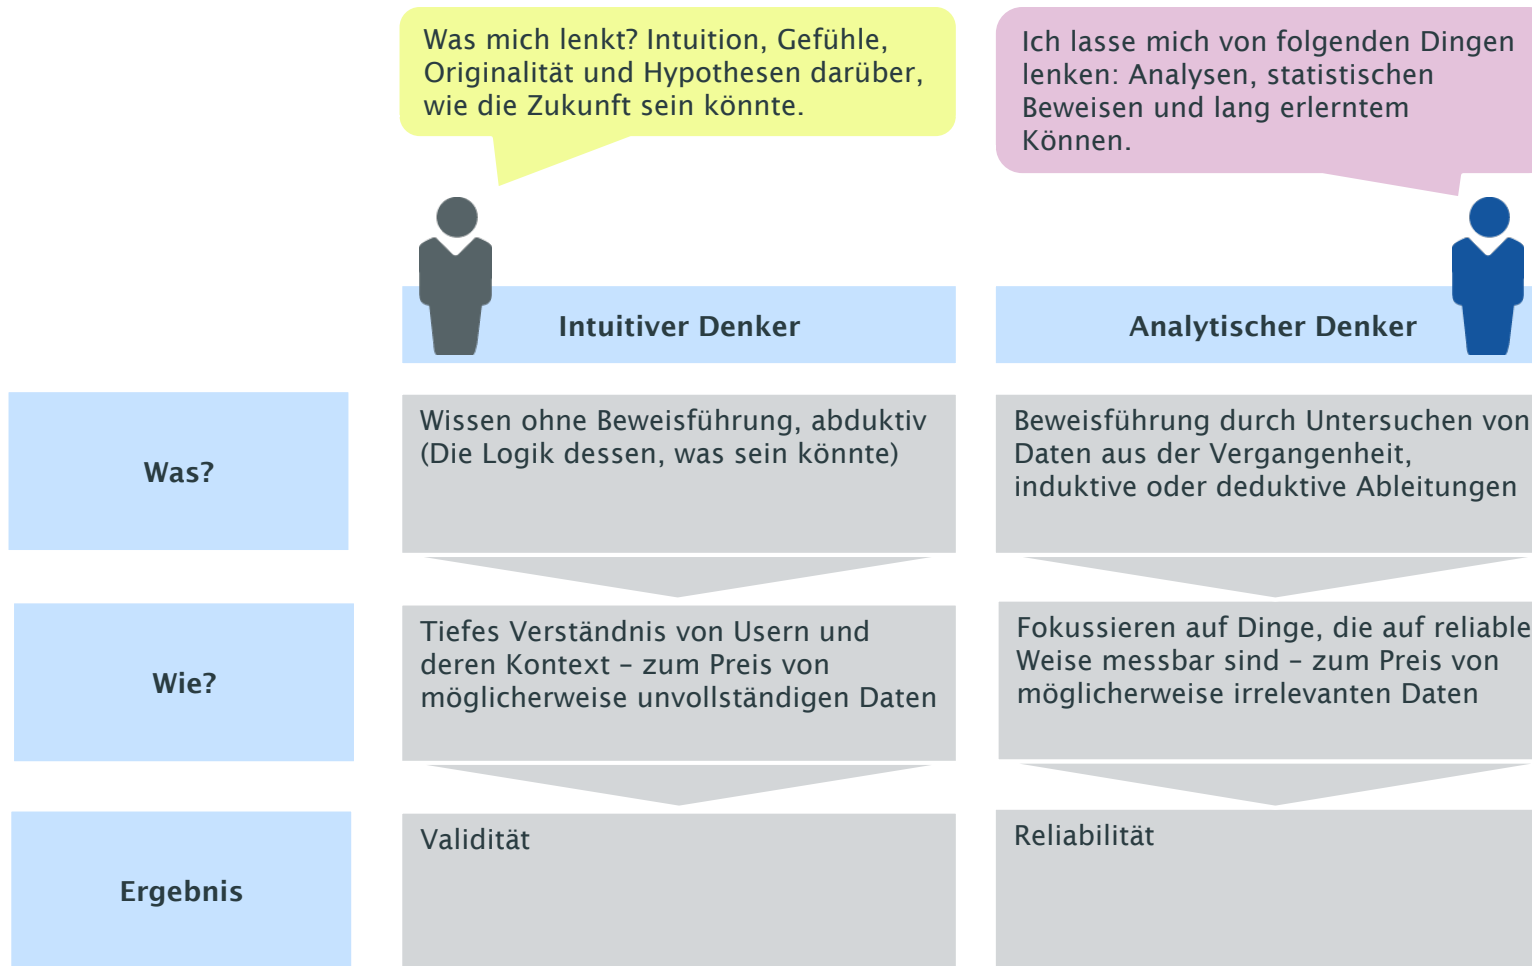 Was mich lenkt? Intuition, Gefühle,
Originalität und Hypothesen darüber,
wie die Zukunft sein könnte.
Ich lasse mich von folgenden Dingen
lenken: Analysen, statistischen
Beweisen und lang erlerntem
Können.
Intuitiver Denker
Analytischer Denker
Was?
Wissen ohne Beweisführung, abduktiv
(Die Logik dessen, was sein könnte)
Beweisführung durch Untersuchen von
Daten aus der Vergangenheit,
induktive oder deduktive Ableitungen
Wie?
Tiefes Verständnis von Usern und
deren Kontext – zum Preis von
möglicherweise unvollständigen Daten
Fokussieren auf Dinge, die auf reliable
Weise messbar sind – zum Preis von
möglicherweise irrelevanten Daten
Ergebnis
Validität
Reliabilität